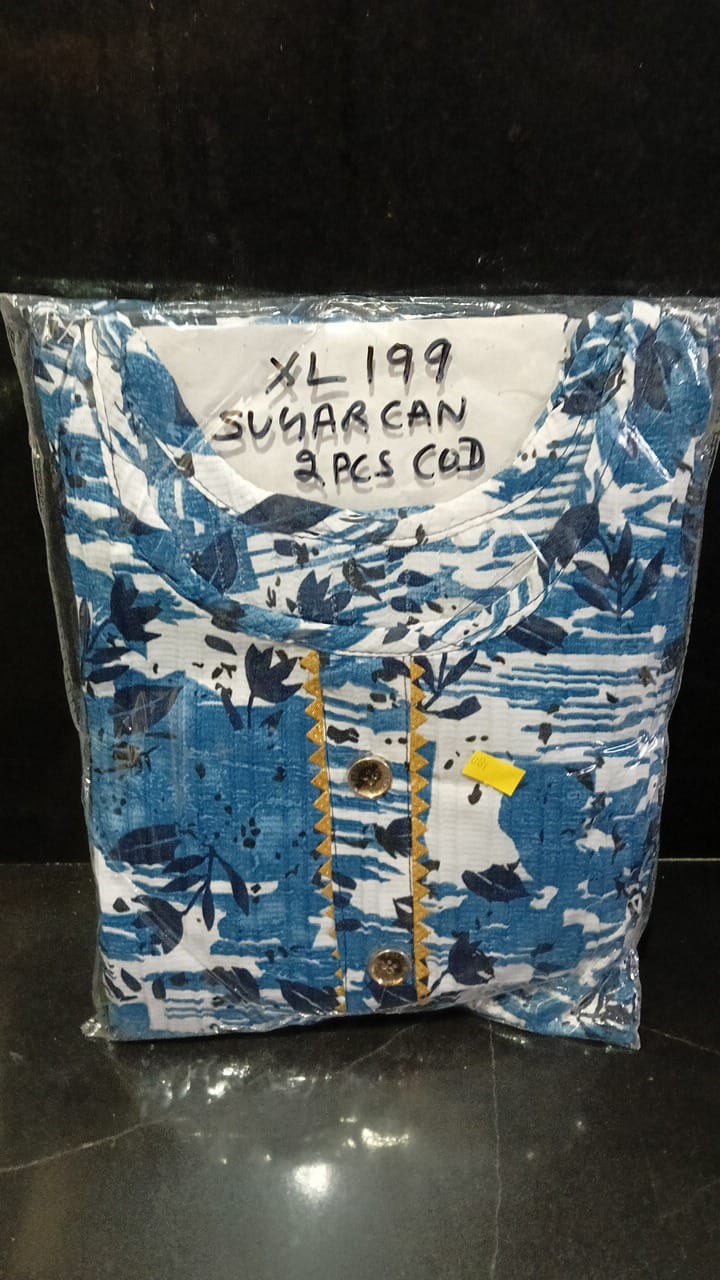 XL 199
SUGARCAN
2 PCS COD